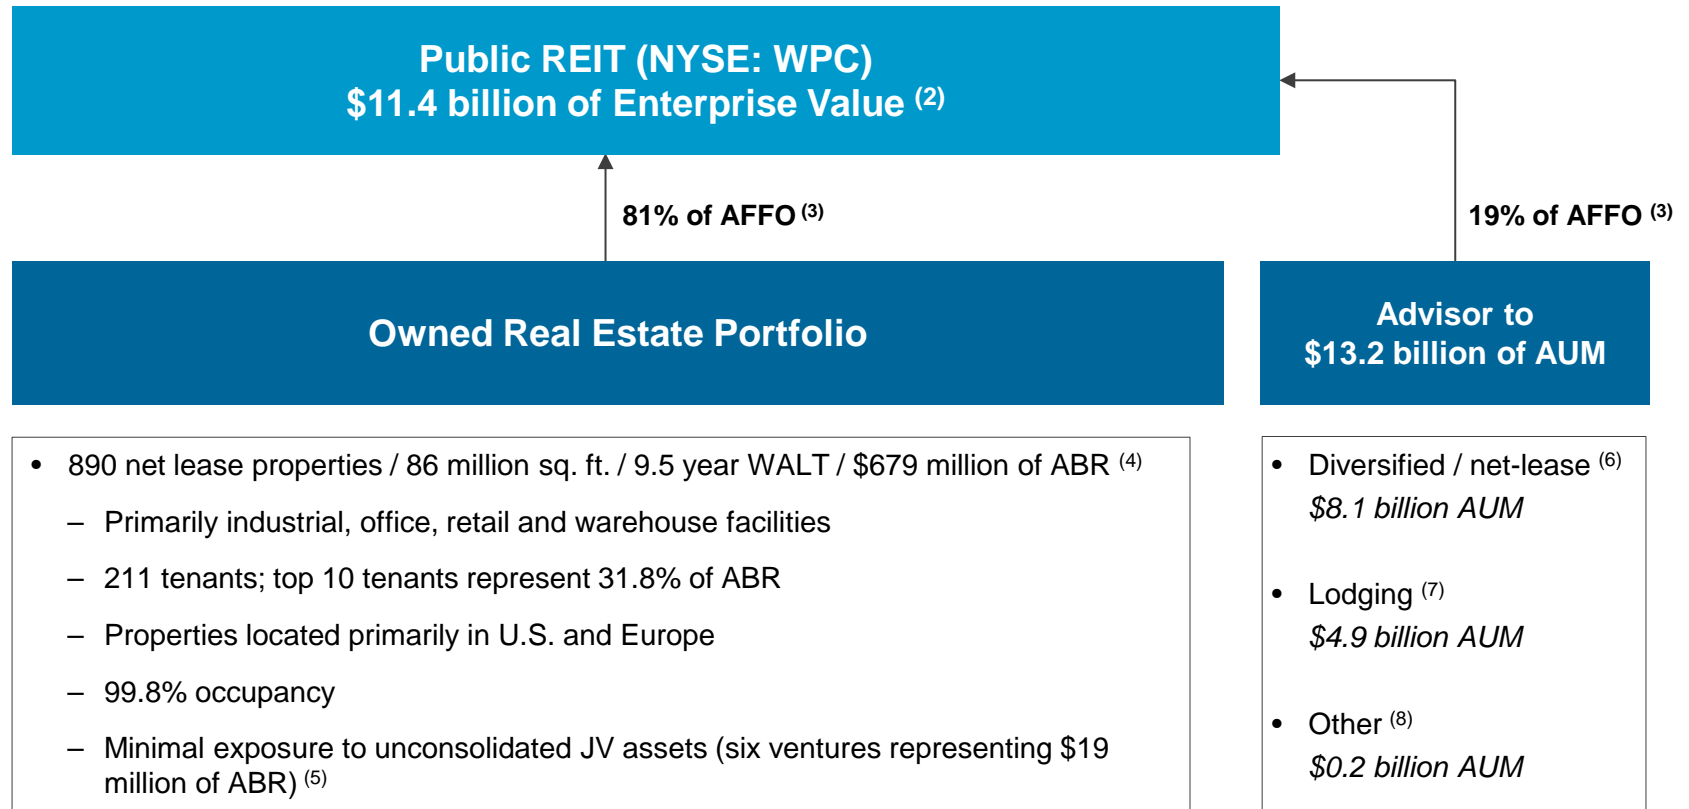 Public REIT (NYSE: WPC)
$11.4 billion of Enterprise Value (2)
81% of AFFO (3)
19% of AFFO (3)
Owned Real Estate Portfolio
Advisor to
$13.2 billion of AUM
• 890 net lease properties / 86 million sq. ft. / 9.5 year WALT / $679 million of ABR (4)
– Primarily industrial, office, retail and warehouse facilities
– 211 tenants; top 10 tenants represent 31.8% of ABR
– Properties located primarily in U.S. and Europe
– 99.8% occupancy
– Minimal exposure to unconsolidated JV assets (six ventures representing $19
million of ABR) (5)
• Diversified / net-lease (6)
$8.1 billion AUM
• Lodging (7)
$4.9 billion AUM
• Other (8)
$0.2 billion AUM